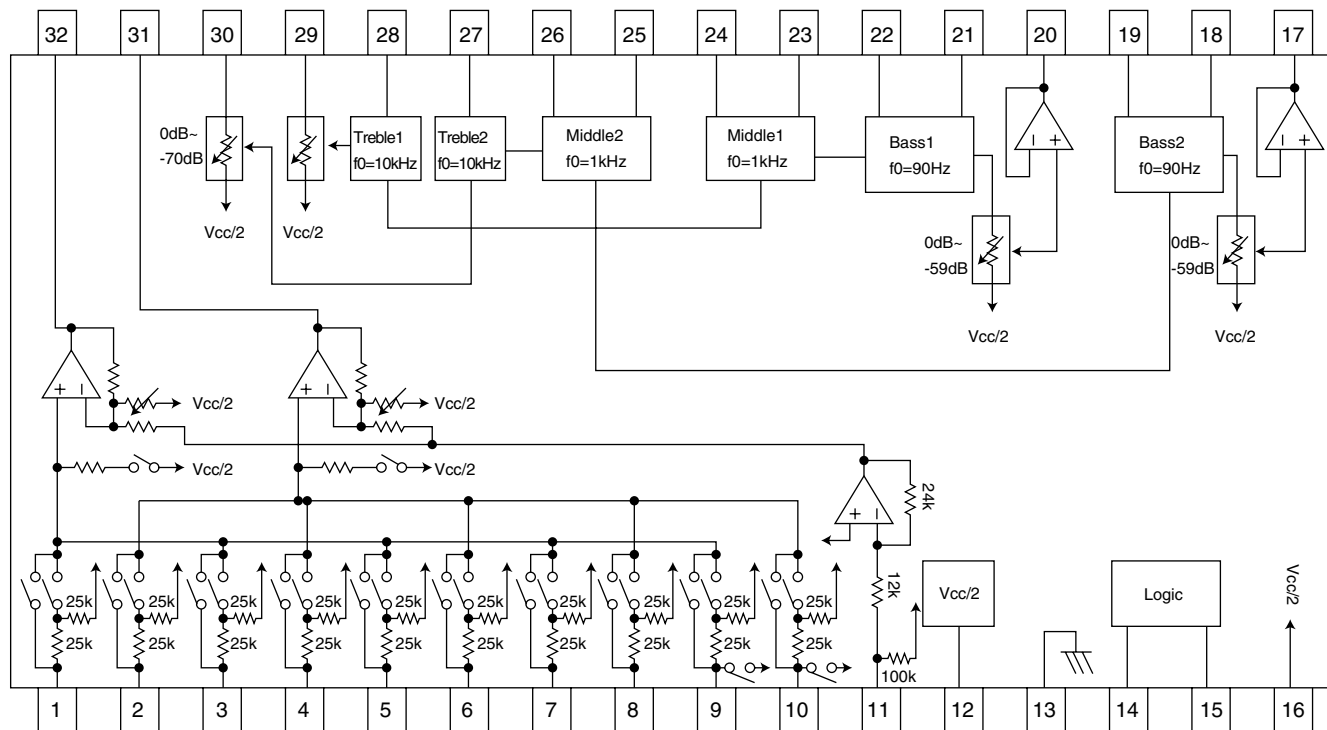 32 31 30 29 28 27 26 25 24 23 22 21 20 19 18 17
0dB~
-70dB
Treble1
f0=10kHz
Treble2
f0=10kHz
Middle2
f0=1kHz
Middle1
f0=1kHz
Bass1
f0=90Hz
Bass2
f0=90Hz
Vcc/2
Vcc/2
0dB~
-59dB
0dB~
-59dB
Vcc/2
Vcc/2
+ −
+ −
− +
− +
Vcc/2
Vcc/2
Vcc/2
Vcc/2
+ −
24k
12k
100k
25k 25k 25k 25k 25k 25k 25k 25k 25k 25k
25k 25k 25k 25k 25k 25k 25k 25k 25k 25k
Vcc/2
Logic
Vcc/2
1 2 3 4 5 6 7 8 9 10 11 12 13 14 15 16